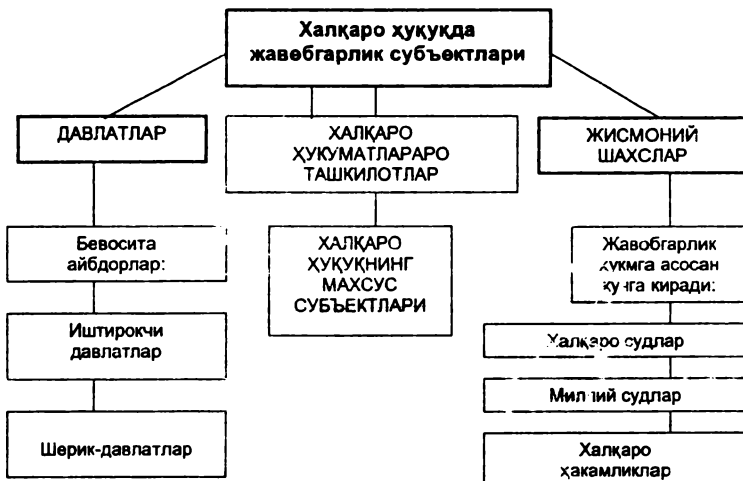 Халқаро ҳуқуқда
жавобгарлик субъектлари
ДАВЛАТЛАР
ХАЛҚАРО
ҲУКУМАТЛАРАРО
ТАШКИЛОТЛАР
ЖИСМОНИЙ
ШАХСЛАР
Бевосита
айбдорлар:
ХАЛҚАРО
ҲУҚУҚНИНГ
МАХСУС
СУБЪЕКТЛАРИ
Жавобгарлик
ҳукмга асосан
кучга киради:
Иштирокчи
давлатлар
Халқаро судлар
Миллий судлар
Шерик-давлатлар
Халқаро
ҳакамликлар